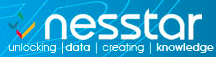 nesstar
unlocking | data | creating | knowledge